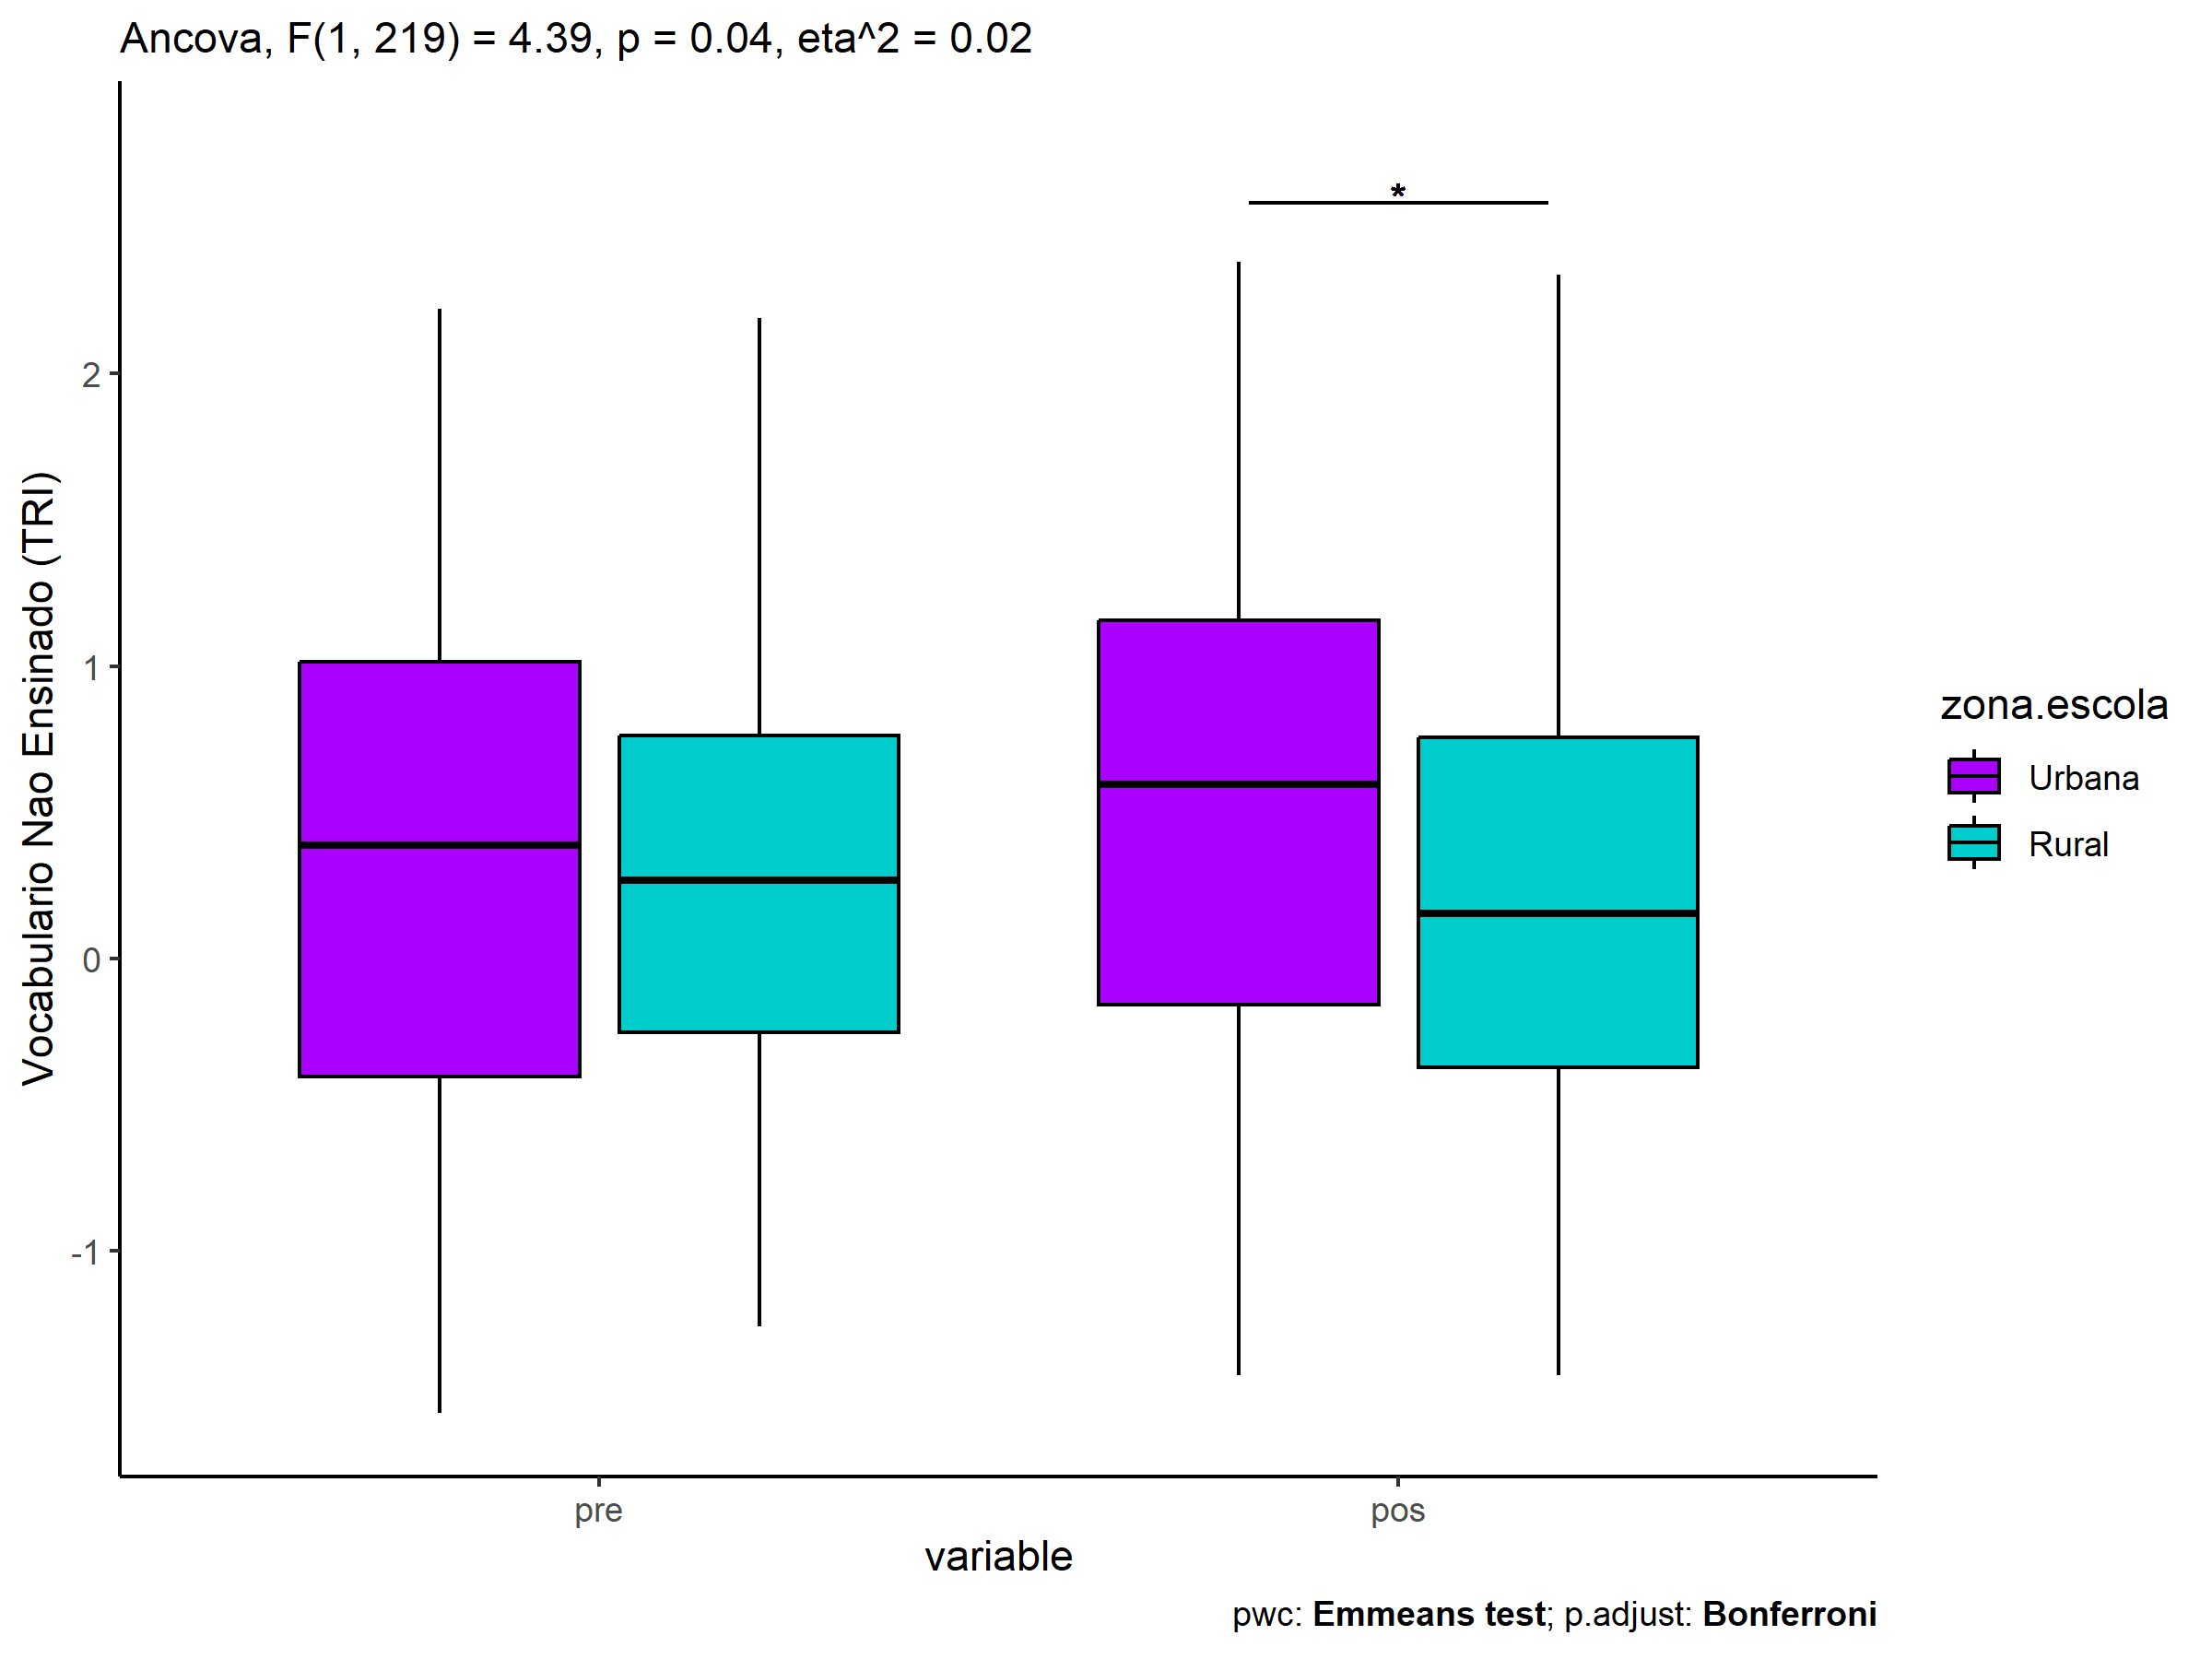 Ancova, F(1, 219) = 4.39, p = 0.04, eta^2 = 0.02
*
Vocabulario Nao Ensinado (TRI)
2
1
0
-1
pre
pos
variable
zona.escola
Urbana
Rural
pwc: Emmeans test; p.adjust: Bonferroni